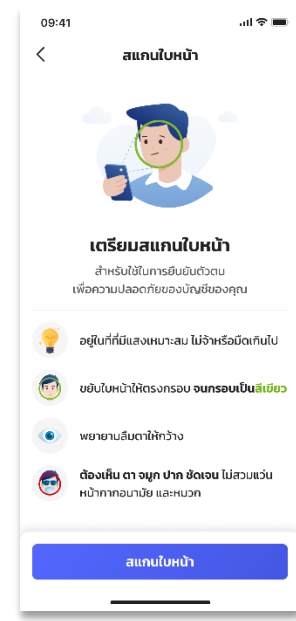 09:41
สแกนใบหน้า
เตรียมสแกนใบหน้า
สำหรับใช้ในการยืนยันตัวตน
เพื่อความปลอดภัยของบัญชีของคุณ
อยู่ในที่ที่มีแสงเหมาะสม ไม่จ้าหรือมืดเกินไป
ขยับใบหน้าให้ตรงกรอบ จนกรอบเป็นสีเขียว
พยายามลืมตาให้กว้าง
ต้องเห็น ตา จมูก ปาก ชัดเจน ไม่สวมแว่น
หน้ากากอนามัย และหมวก
สแกนใบหน้า